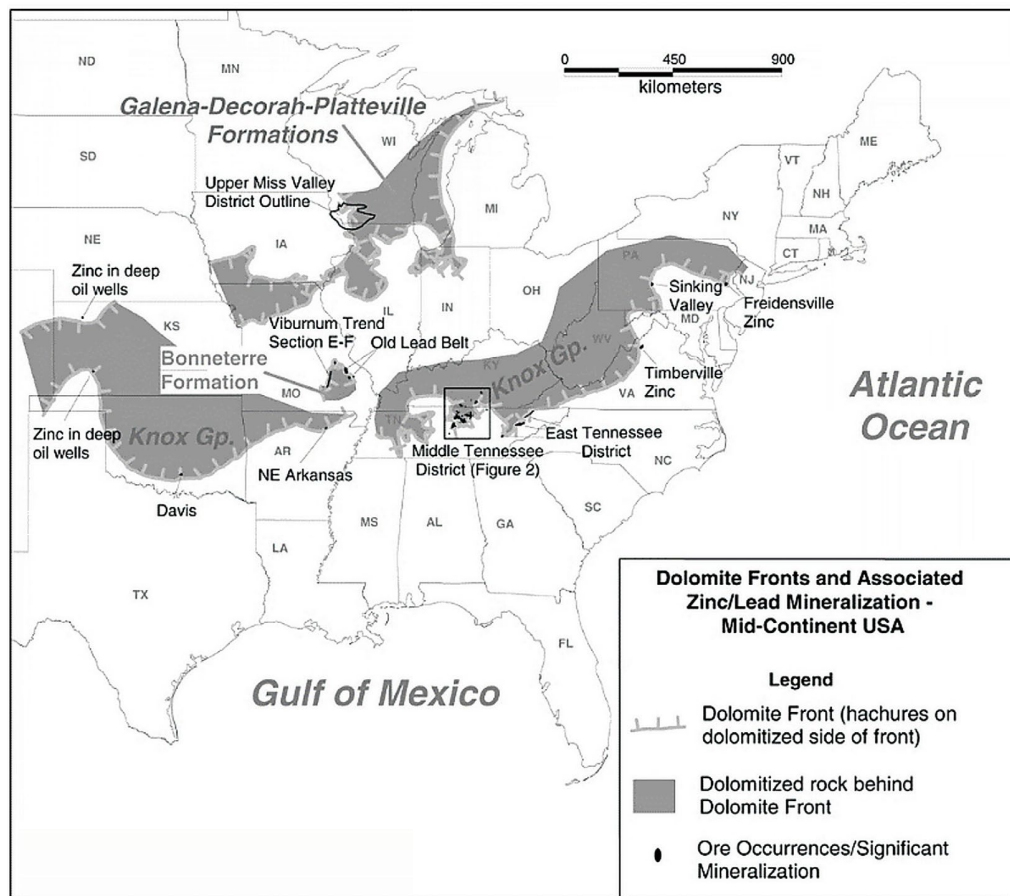 ND
MN
0 450 900
kilometers
Galena-Decorah-Platteville
Formations
WI
ME
SD
VT
NH
Upper Miss Valley
District Outline
MI
NY
MA
CT
NE
IA
PA
Zinc in deep
oil wells
OH
NJ
Sinking
Valley
Freidensville
Zinc
IL
IN
MD
KS
Viburnum Trend
Section E-F
Old Lead Belt
WV
Bonneterre
Formation
KY
Knox Gp.
Timberville
Zinc
MO
VA
Atlantic
Ocean
Zinc in deep
oil wells
Knox Gp.
TN
East Tennessee
District
AR
NE Arkansas
Middle Tennessee
District (Figure 2)
NC
Davis
SC
MS
AL
GA
LA
TX
FL
Gulf of Mexico
Dolomite Fronts and Associated
Zinc/Lead Mineralization -
Mid-Continent USA
Legend
Dolomite Front (hachures on
dolomitized side of front)
Dolomitized rock behind
Dolomite Front
Ore Occurrences/Significant
Mineralization